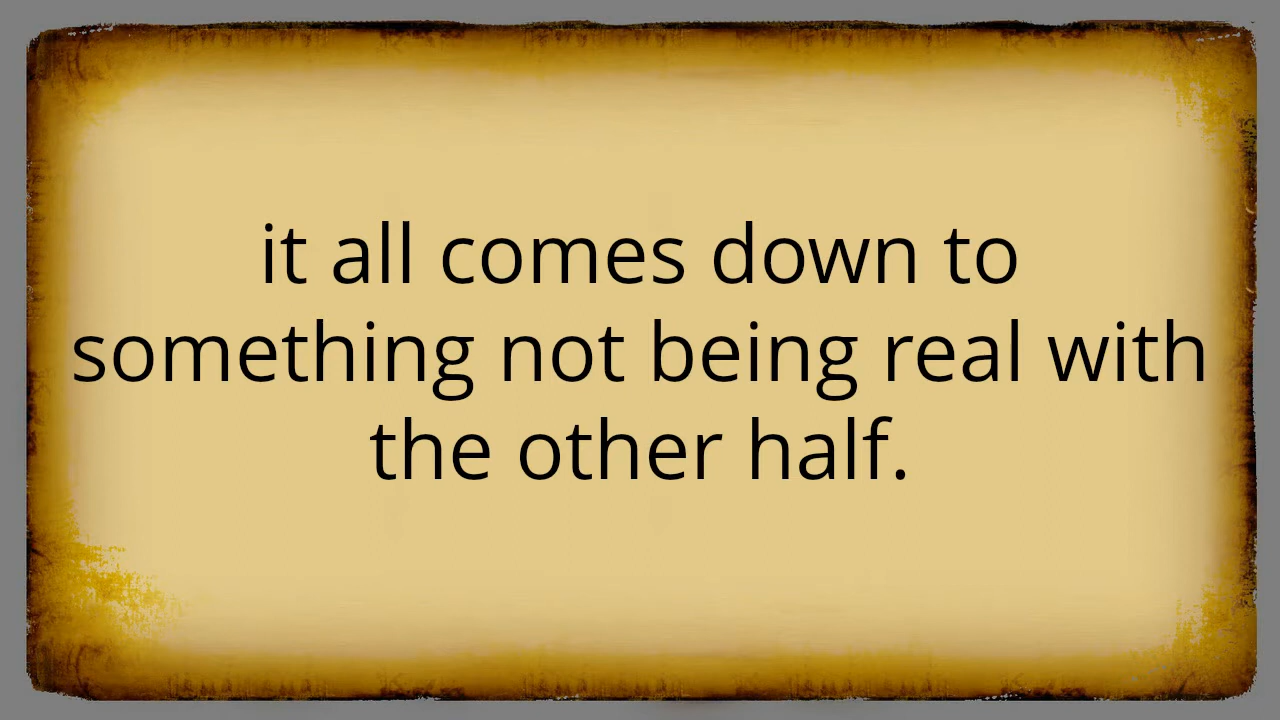 it all comes down to
something not being real with
the other half.